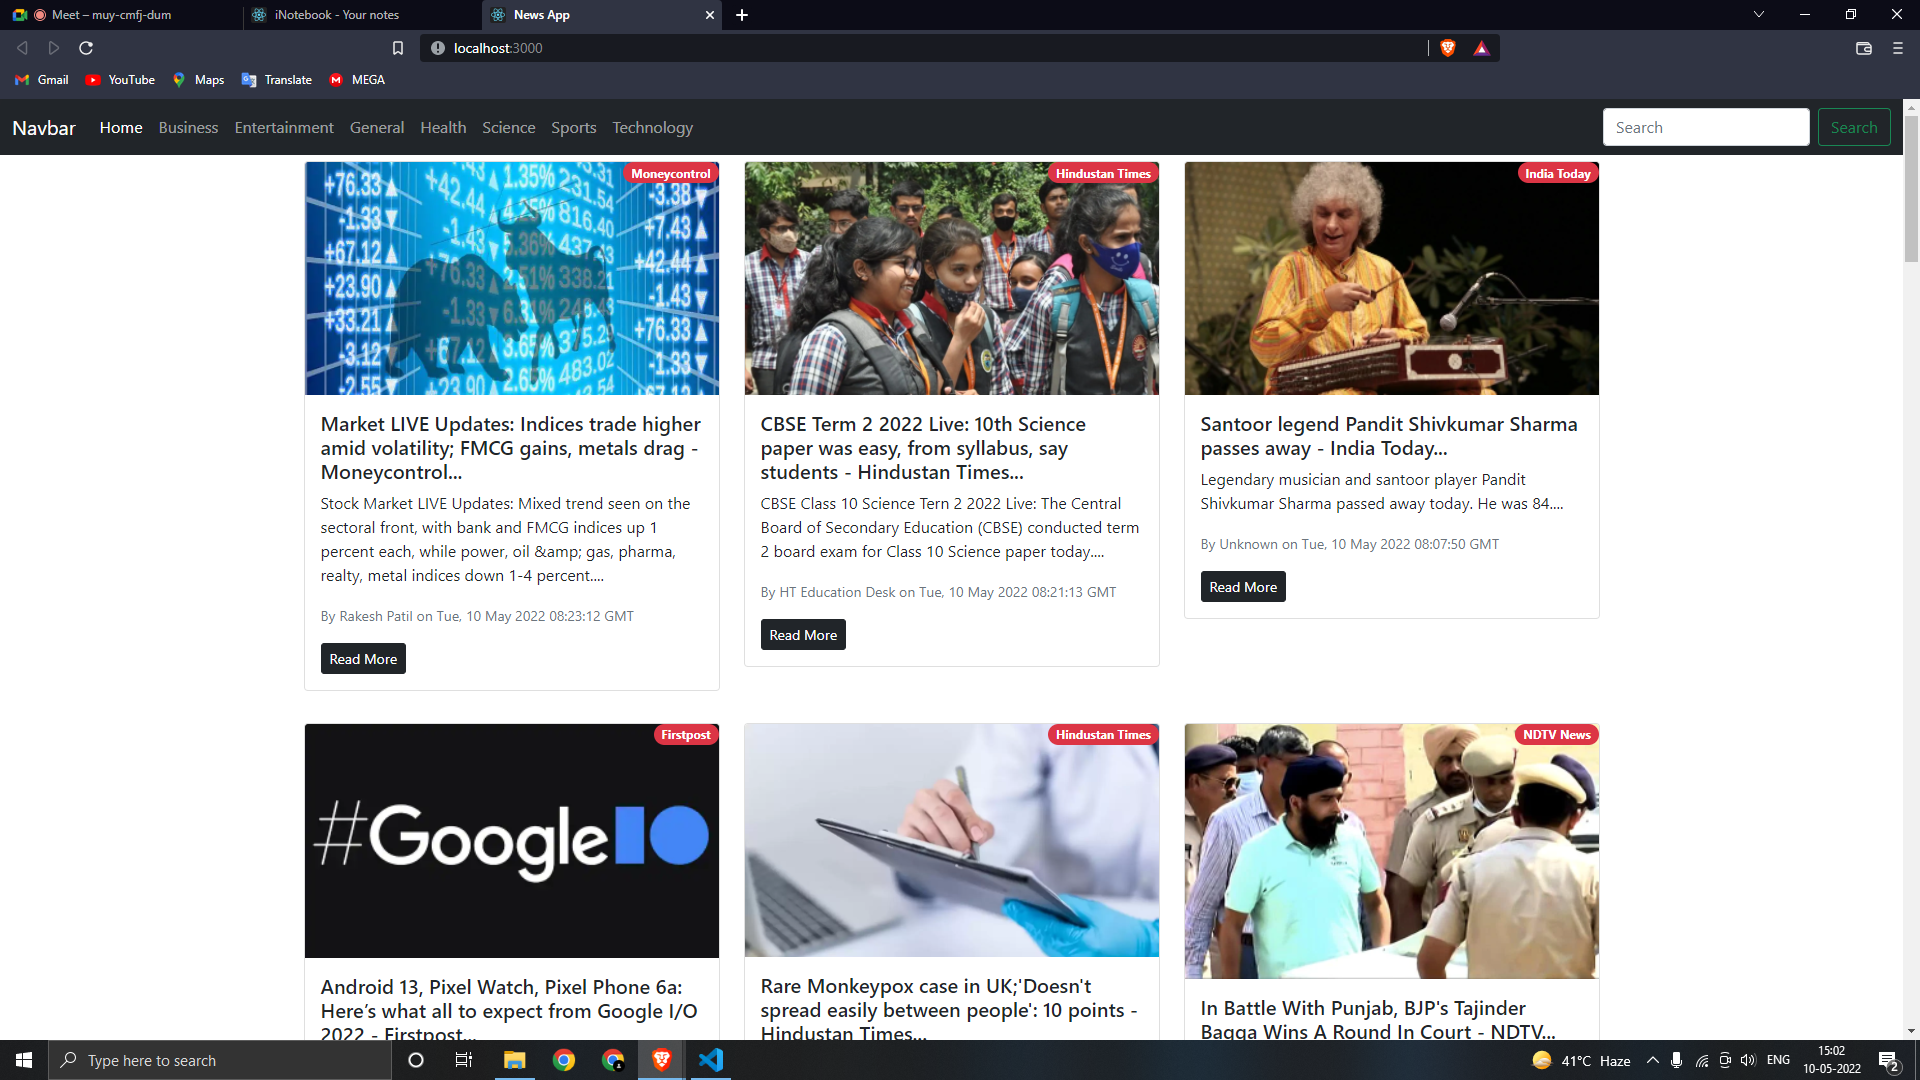 Meet – muy-cmfj-dum
iNotebook - Your notes
News App
localhost:3000
Gmail
YouTube
Maps
Translate
MEGA
Navbar
Home
Business
Entertainment
General
Health
Science
Sports
Technology
Search
Search
Moneycontrol
Market LIVE Updates: Indices trade higher
amid volatility; FMCG gains, metals drag -
Moneycontrol...
Stock Market LIVE Updates: Mixed trend seen on the
sectoral front, with bank and FMCG indices up 1
percent each, while power, oil &amp; gas, pharma,
realty, metal indices down 1-4 percent....
By Rakesh Patil on Tue, 10 May 2022 08:23:12 GMT
Read More
Hindustan Times
CBSE Term 2 2022 Live: 10th Science
paper was easy, from syllabus, say
students - Hindustan Times...
CBSE Class 10 Science Tern 2 2022 Live: The Central
Board of Secondary Education (CBSE) conducted term
2 board exam for Class 10 Science paper today....
By HT Education Desk on Tue, 10 May 2022 08:21:13 GMT
Read More
India Today
Santoor legend Pandit Shivkumar Sharma
passes away - India Today...
Legendary musician and santoor player Pandit
Shivkumar Sharma passed away today. He was 84....
By Unknown on Tue, 10 May 2022 08:07:50 GMT
Read More
Firstpost
#Google IO
Android 13, Pixel Watch, Pixel Phone 6a:
Here’s what all to expect from Google I/O
2022 - Firstpost...
Hindustan Times
Rare Monkeypox case in UK;'Doesn't
spread easily between people': 10 points -
Hindustan Times...
NDTV News
In Battle With Punjab, BJP's Tajinder
Bagga Wins A Round In Court - NDTV...
Type here to search
41°C Haze
ENG
15:02
10-05-2022
2